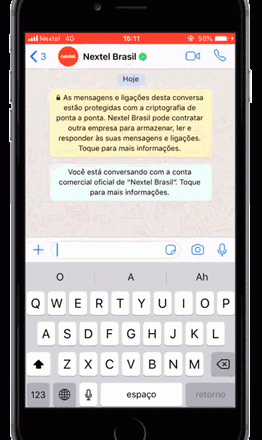 Nextel 4G 15:11 98%
3 nextel Nextel Brasil
Hoje
As mensagens e ligações desta conversa
estão protegidas com a criptografia de
ponta a ponta. Nextel Brasil pode contratar
outra empresa para armazenar, ler e
responder às suas mensagens e ligações.
Toque para mais informações.
Você está conversando com a conta
comercial oficial de "Nextel Brasil". Toque
para mais informações.
O A Ah
Q W E R T Y U I O P
A S D F G H J K L
Z X C V B N M
123 espaço retorno